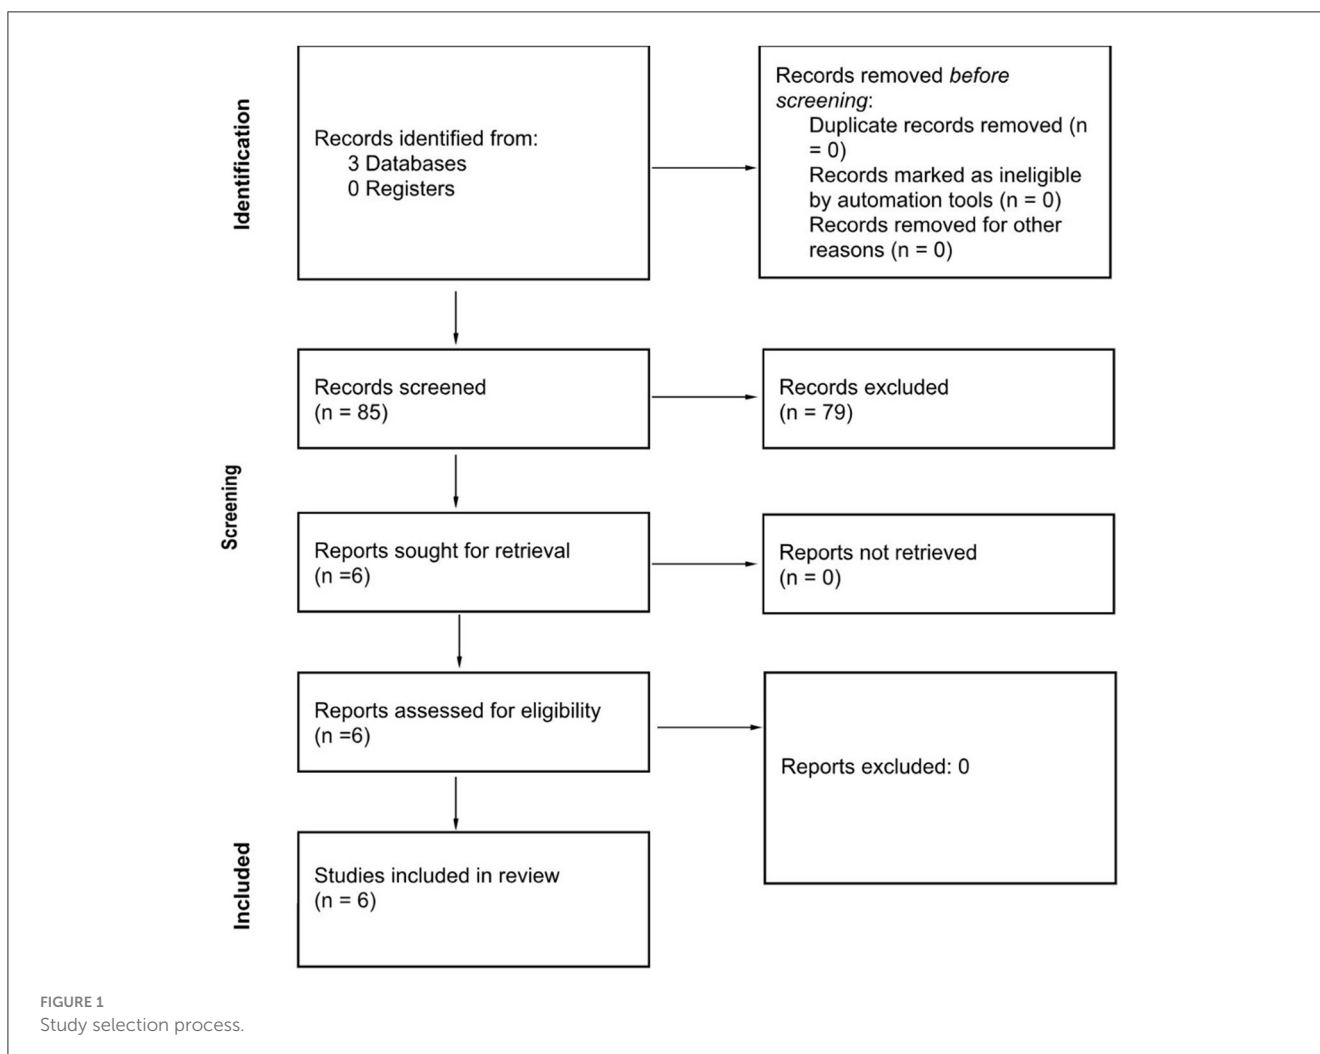 Identification
Records identified from:
3 Databases
0 Registers
Records removed before
screening:
Duplicate records removed (n
= 0)
Records marked as ineligible
by automation tools (n = 0)
Records removed for other
reasons (n = 0)
Screening
Records screened
(n = 85)
Records excluded
(n = 79)
Reports sought for retrieval
(n =6)
Reports not retrieved
(n = 0)
Reports assessed for eligibility
(n =6)
Reports excluded: 0
Included
Studies included in review
(n = 6)
FIGURE 1
Study selection process.